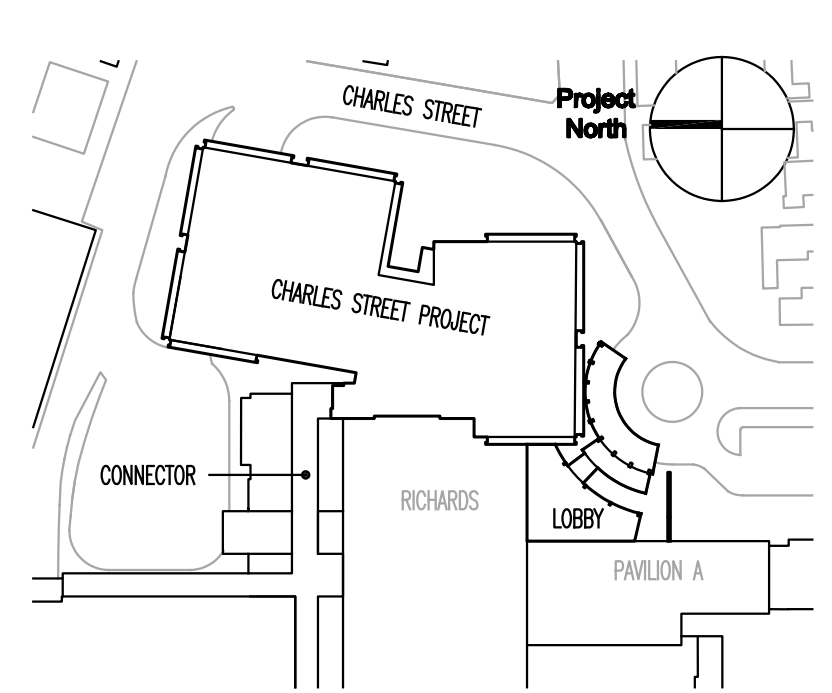 CHARLES STREET
Project
North
CHARLES STREET PROJECT
CONNECTOR
RICHARDS
LOBBY
PAVILION A